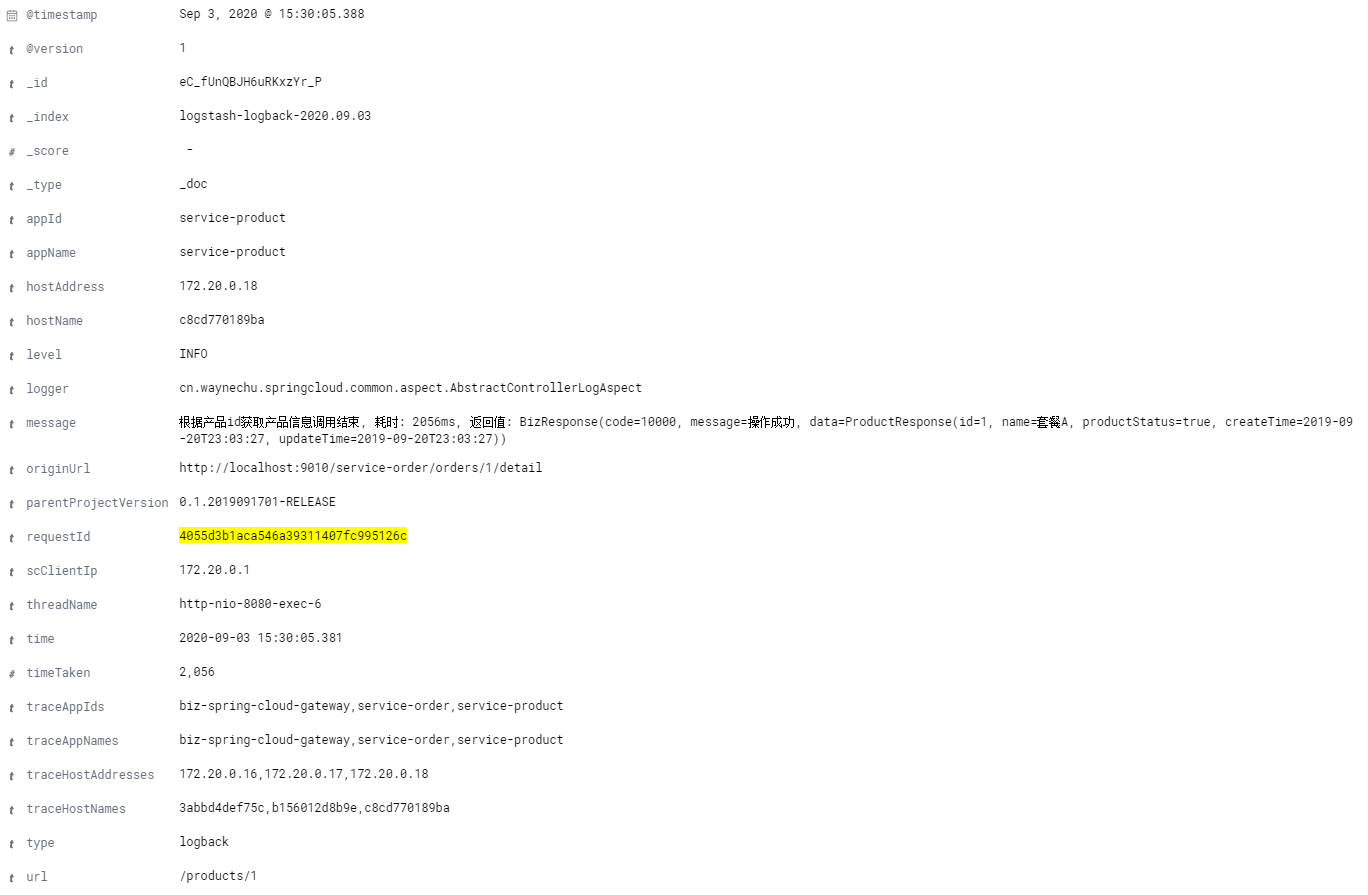 @timestamp Sep 3, 2020 @ 15:30:05.388
t @version 1
t _id eC_fUnQBJH6uRKxzYr_P
t _index logstash-logback-2020.09.03
# _score -
t _type _doc
t appId service-product
t appName service-product
t hostAddress 172.20.0.18
t hostName c8cd770189ba
t level INFO
t logger cn.waynechu.springcloud.common.aspect.AbstractControllerLogAspect
t message 根据产品id获取产品信息调用结束, 耗时: 2056ms, 返回值: BizResponse(code=10000, message=操作成功, data=ProductResponse(id=1, name=套餐A, productStatus=true, createTime=2019-09
-20T23:03:27, updateTime=2019-09-20T23:03:27))
t originUrl http://localhost:9010/service-order/orders/1/detail
t parentProjectVersion 0.1.2019091701-RELEASE
t requestId 4055d3b1aca546a39311407fc995126c
t scClientIp 172.20.0.1
t threadName http-nio-8080-exec-6
t time 2020-09-03 15:30:05.381
# timeTaken 2,056
t traceAppIds biz-spring-cloud-gateway,service-order,service-product
t traceAppNames biz-spring-cloud-gateway,service-order,service-product
t traceHostAddresses 172.20.0.16,172.20.0.17,172.20.0.18
t traceHostNames 3abbd4def75c,b156012d8b9e,c8cd770189ba
t type logback
t url /products/1